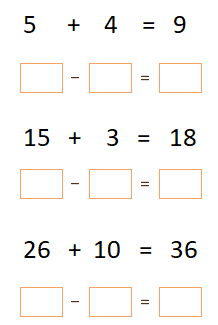 5 + 4 = 9
- =
15 + 3 = 18
- =
26 + 10 = 36
- =